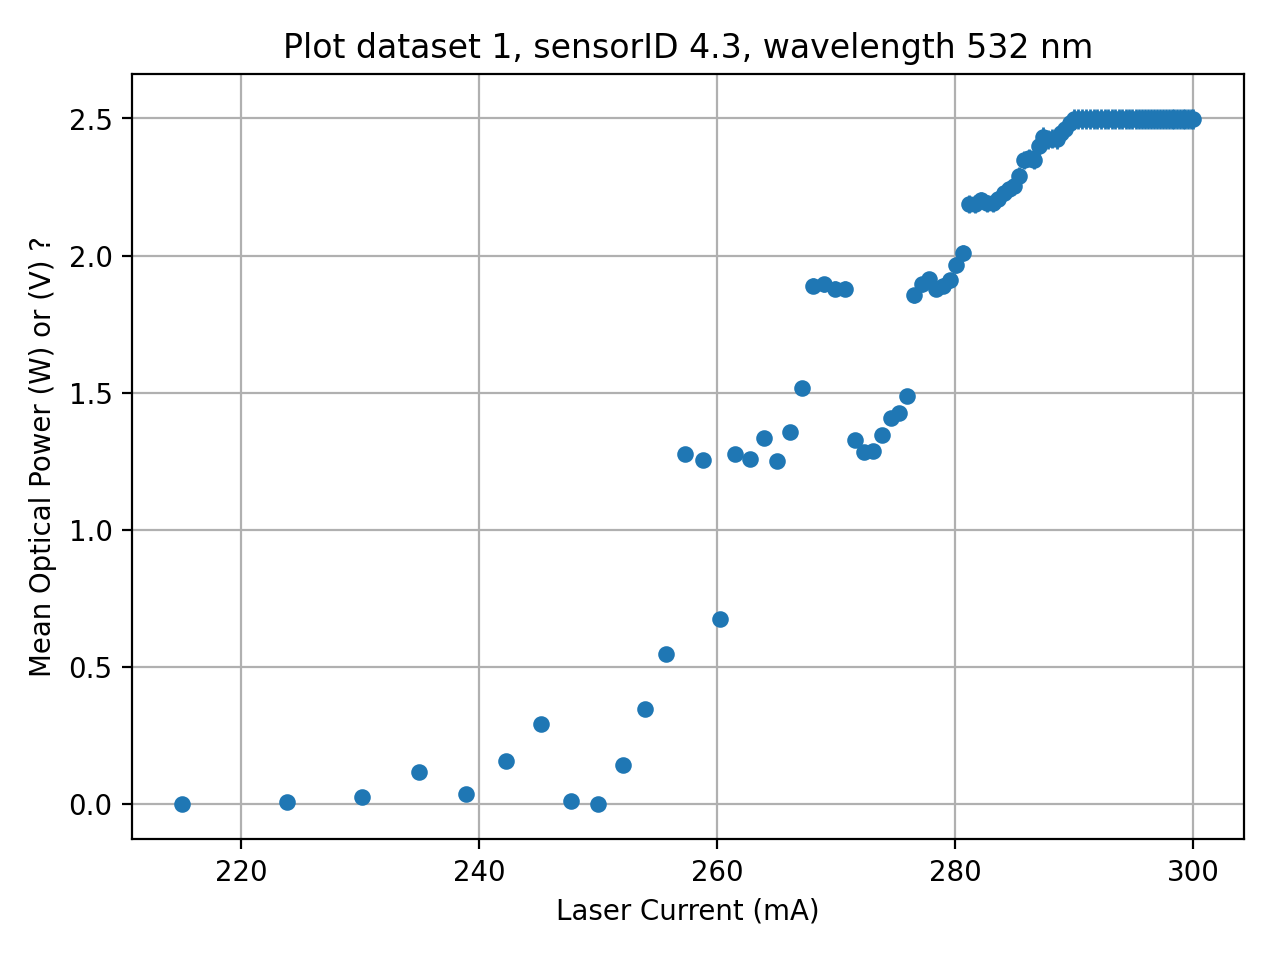 Plot dataset 1, sensorID 4.3, wavelength 532 nm
Mean Optical Power (W) or (V) ?
2.5
2.0
1.5
1.0
0.5
0.0
220 240 260 280 300
Laser Current (mA)